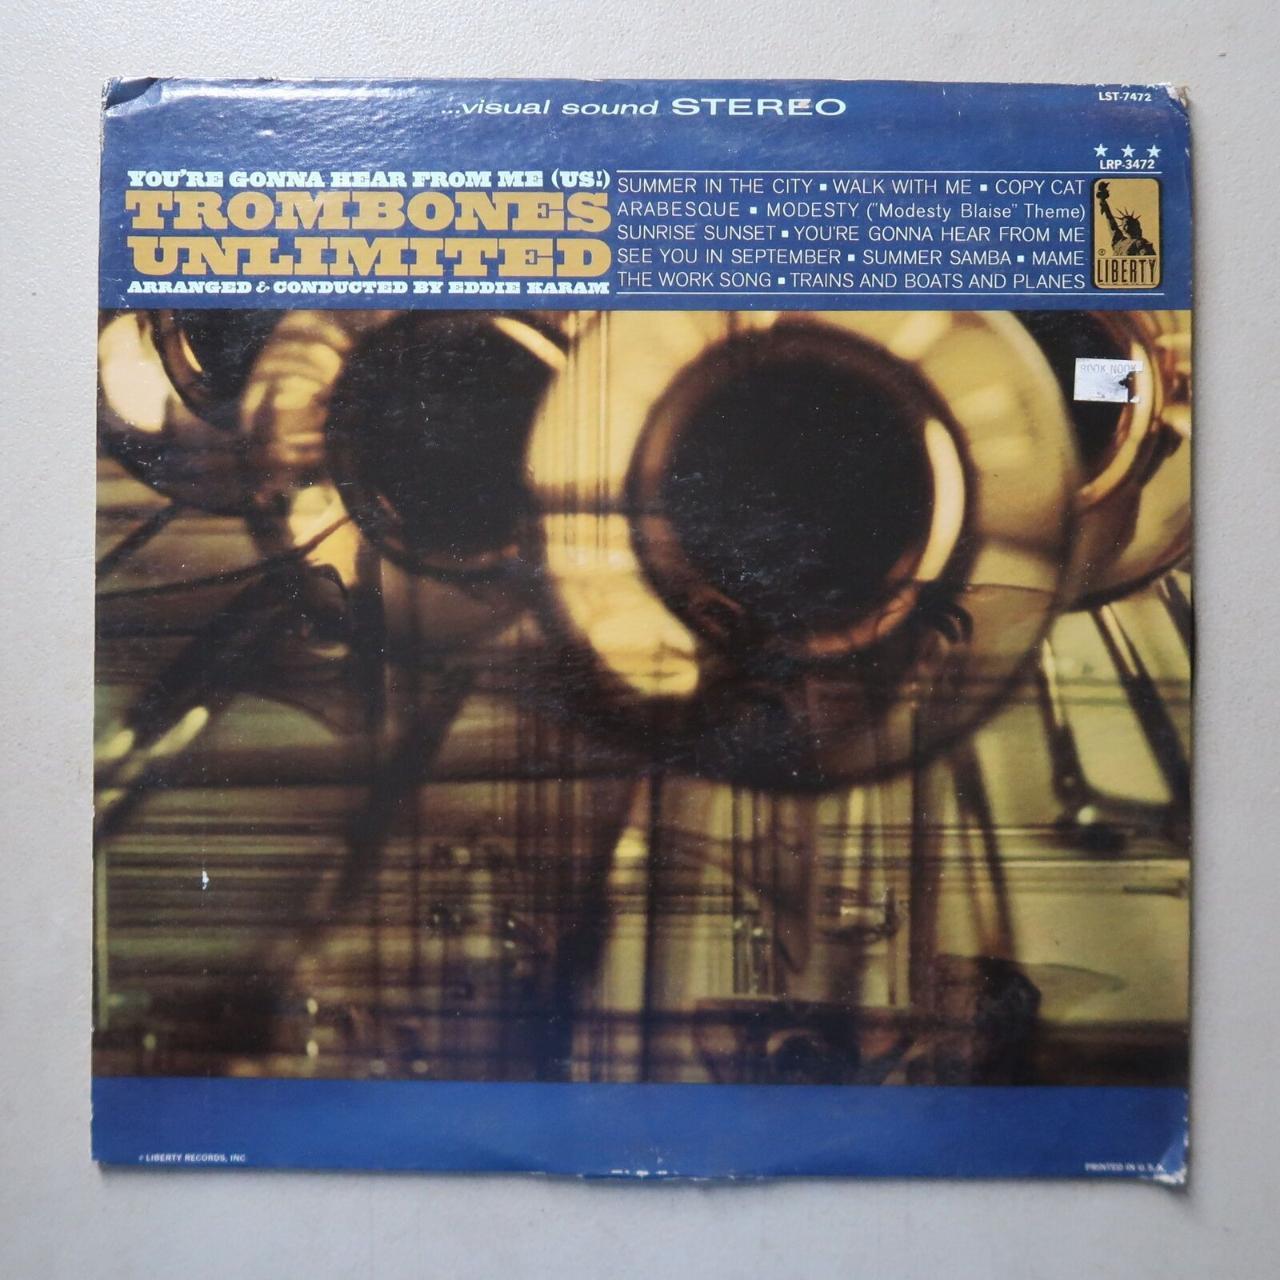 ...visual sound STEREO
LST-7472
LRP-3472
YOU'RE GONNA HEAR FROM ME (US!)
TROMBONES
UNLIMITED
ARRANGED & CONDUCTED BY EDDIE KARAM
SUMMER IN THE CITY ▪ WALK WITH ME ▪ COPY CAT
ARABESQUE ▪ MODESTY ("Modesty Blaise" Theme)
SUNRISE SUNSET ▪ YOU'RE GONNA HEAR FROM ME
SEE YOU IN SEPTEMBER ▪ SUMMER SAMBA ▪ MAME
THE WORK SONG ▪ TRAINS AND BOATS AND PLANES
® LIBERTY
BOOK NOOK
LIBERTY RECORDS, INC
PRINTED IN U.S.A.